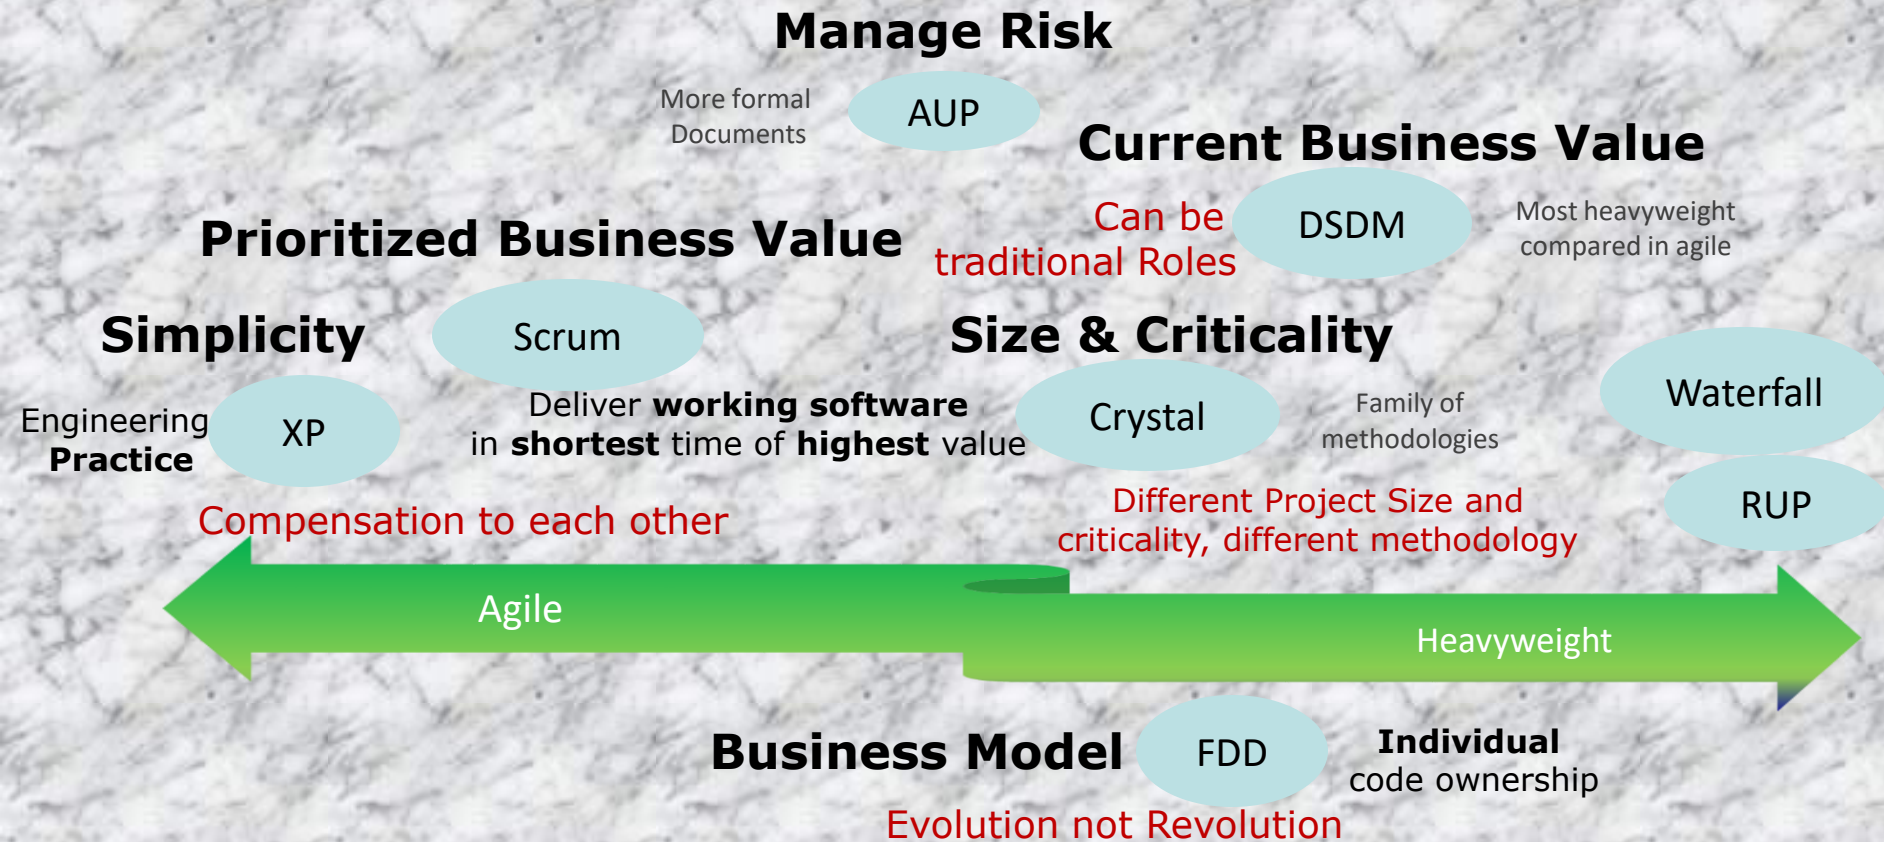 Manage Risk
More formal
Documents
AUP
Current Business Value
Can be
traditional Roles
DSDM
Most heavyweight
compared in agile
Prioritized Business Value
Simplicity
Scrum
Size & Criticality
Engineering
Practice
XP
Deliver working software
in shortest time of highest value
Crystal
Family of
methodologies
Waterfall
RUP
Compensation to each other
Different Project Size and
criticality, different methodology
Agile
Heavyweight
Business Model
FDD
Individual
code ownership
Evolution not Revolution